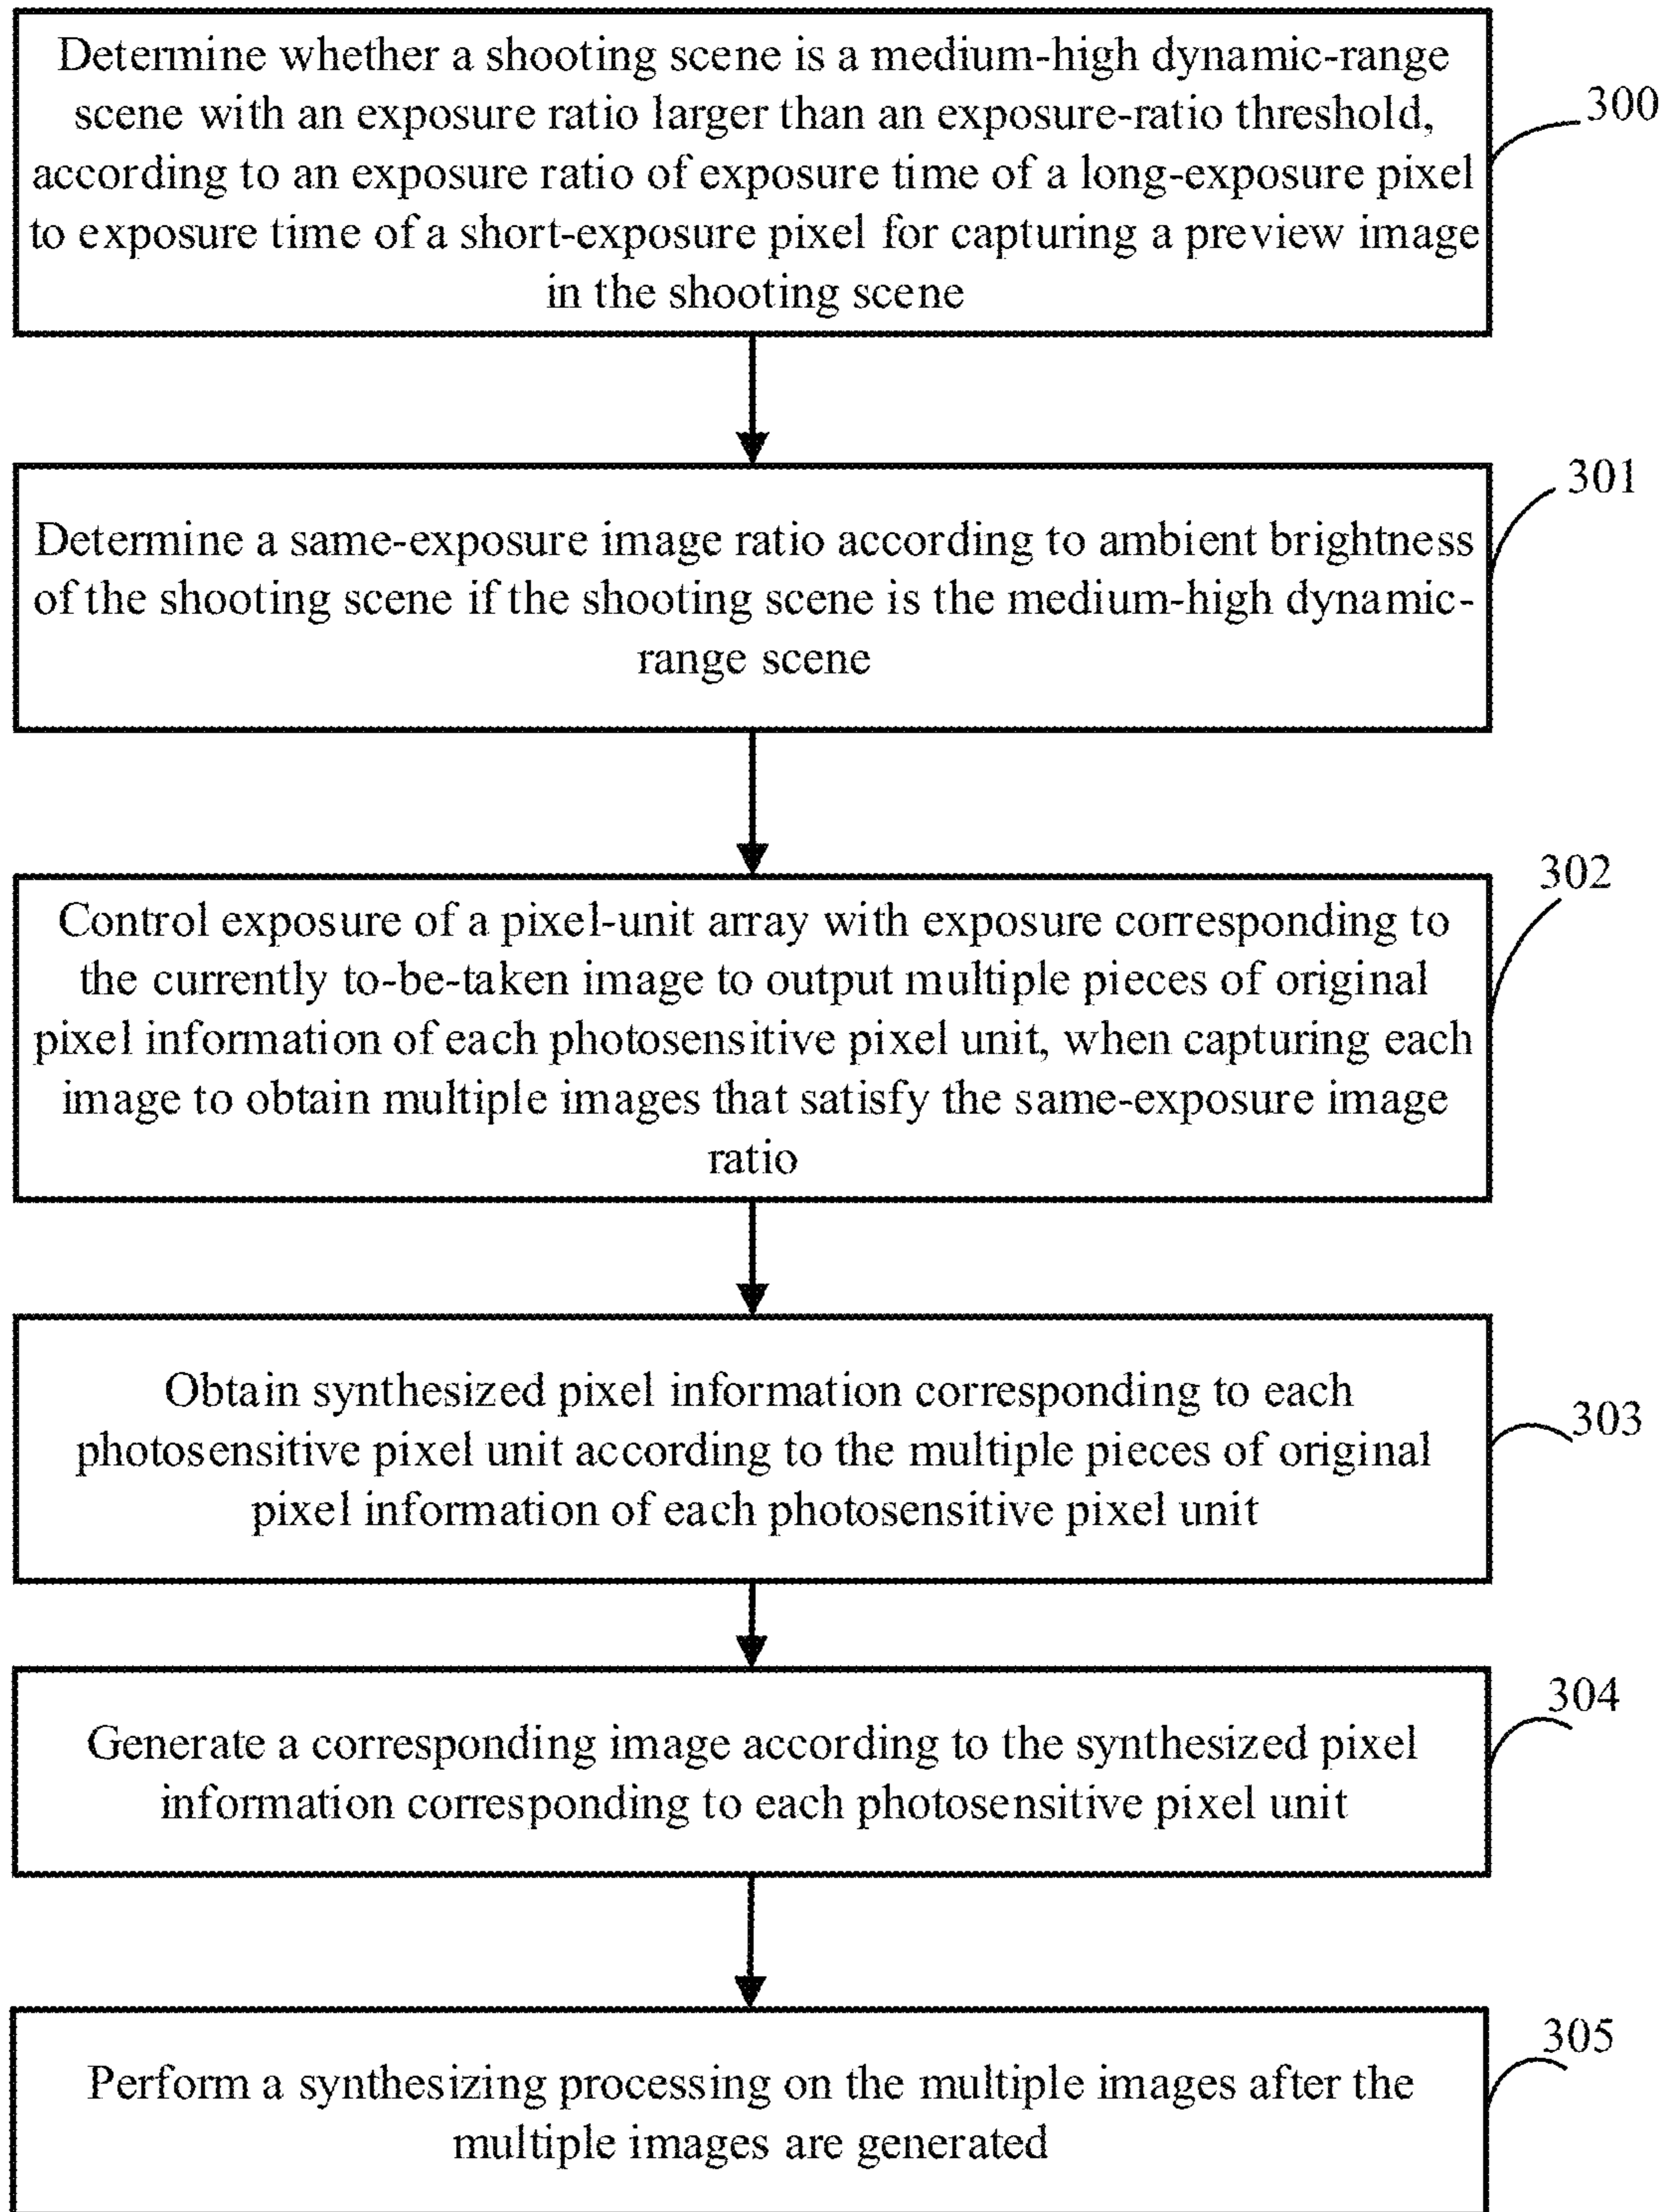 Determine whether a shooting scene is a medium-high dynamic-range
scene with an exposure ratio larger than an exposure-ratio threshold,
according to an exposure ratio of exposure time of a long-exposure pixel
to exposure time of a short-exposure pixel for capturing a preview image
in the shooting scene
300
Determine a same-exposure image ratio according to ambient brightness
of the shooting scene if the shooting scene is the medium-high dynamic-
range scene
301
Control exposure of a pixel-unit array with exposure corresponding to
the currently to-be-taken image to output multiple pieces of original
pixel information of each photosensitive pixel unit, when capturing each
image to obtain multiple images that satisfy the same-exposure image
ratio
302
Obtain synthesized pixel information corresponding to each
photosensitive pixel unit according to the multiple pieces of original
pixel information of each photosensitive pixel unit
303
Generate a corresponding image according to the synthesized pixel
information corresponding to each photosensitive pixel unit
304
Perform a synthesizing processing on the multiple images after the
multiple images are generated
305